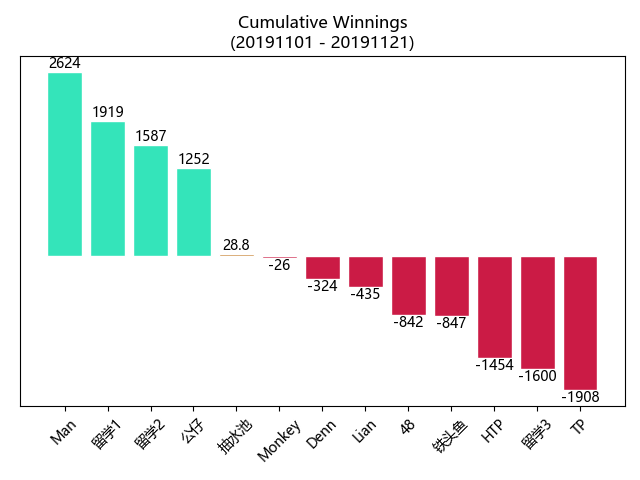 Cumulative Winnings
(20191101 - 20191121)
2624
1919
1587
1252
28.8
-26
-324
-435
-842
-847
-1454
-1600
-1908
Man
留学1
留学2
公仔
抽水池
Monkey
Denn
Lian
48
铁头鱼
HTP
留学3
TP